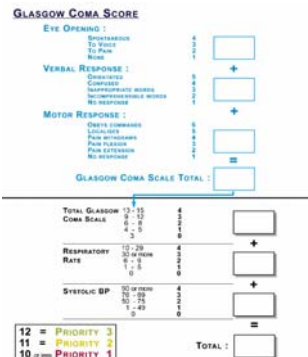 GLASGOW COMA SCORE
EYE OPENING :
SPONTANEOUS 4
TO VOICE 3
TO PAIN 2
NONE 1
VERBAL RESPONSE :
ORIENTATED 5
CONFUSED 4
INAPPROPRIATE WORDS 3
INCOMPREHENSIBLE WORDS 2
NO RESPONSE 1
+
MOTOR RESPONSE :
OBEYS COMMANDS
LOCALISES 5
PAIN WITHDRAWS 4
PAIN FLEXION 3
PAIN EXTENSION 2
NO RESPONSE 1
+
=
GLASGOW COMA SCALE TOTAL :
TOTAL GLASGOW COMA SCALE
13 - 15 4
9 - 12 3
6 - 8 2
4 - 5 1
3 0
+
RESPIRATORY RATE
10 - 29 4
30 or more 3
6 - 9 2
1 - 5 1
0 0
+
SYSTOLIC BP
90 or more 4
76 - 89 3
50 - 75 2
1 - 49 1
0 0
=
12 = PRIORITY 3
11 = PRIORITY 2
10 or less PRIORITY 1
TOTAL :